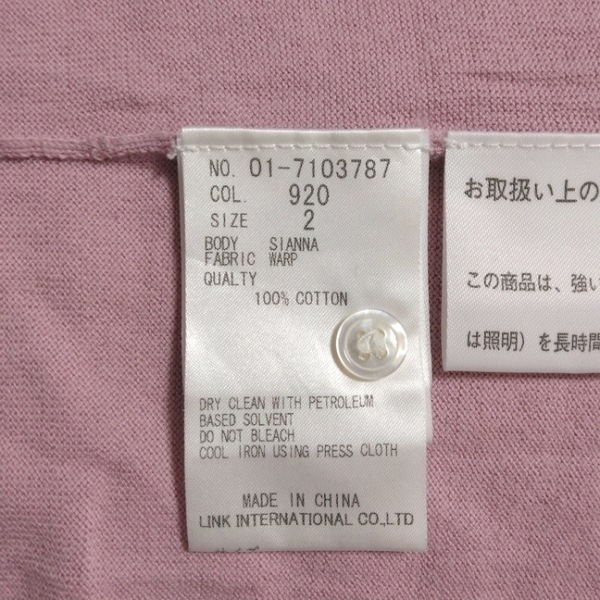 NO. 01-7103787
COL. 920
SIZE 2
BODY SIANNA
FABRIC WARP
QUALTY
100% COTTON
DRY CLEAN WITH PETROLEUM
BASED SOLVENT
DO NOT BLEACH
COOL IRON USING PRESS CLOTH
MADE IN CHINA
LINK INTERNATIONAL CO.,LTD
お取扱い上の
この商品は、強い
は照明）を長時間